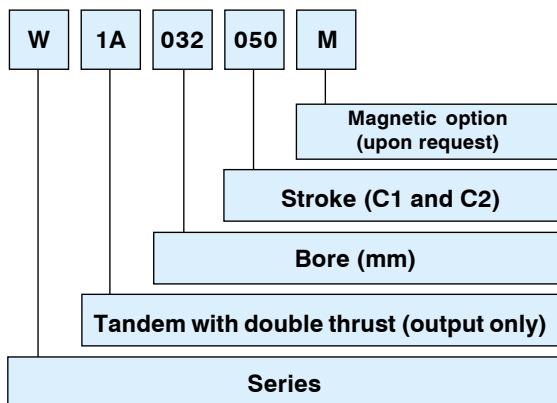 W 1A 032 050 M
Magnetic option
(upon request)
Stroke (C1 and C2)
Bore (mm)
Tandem with double thrust (output only)
Series